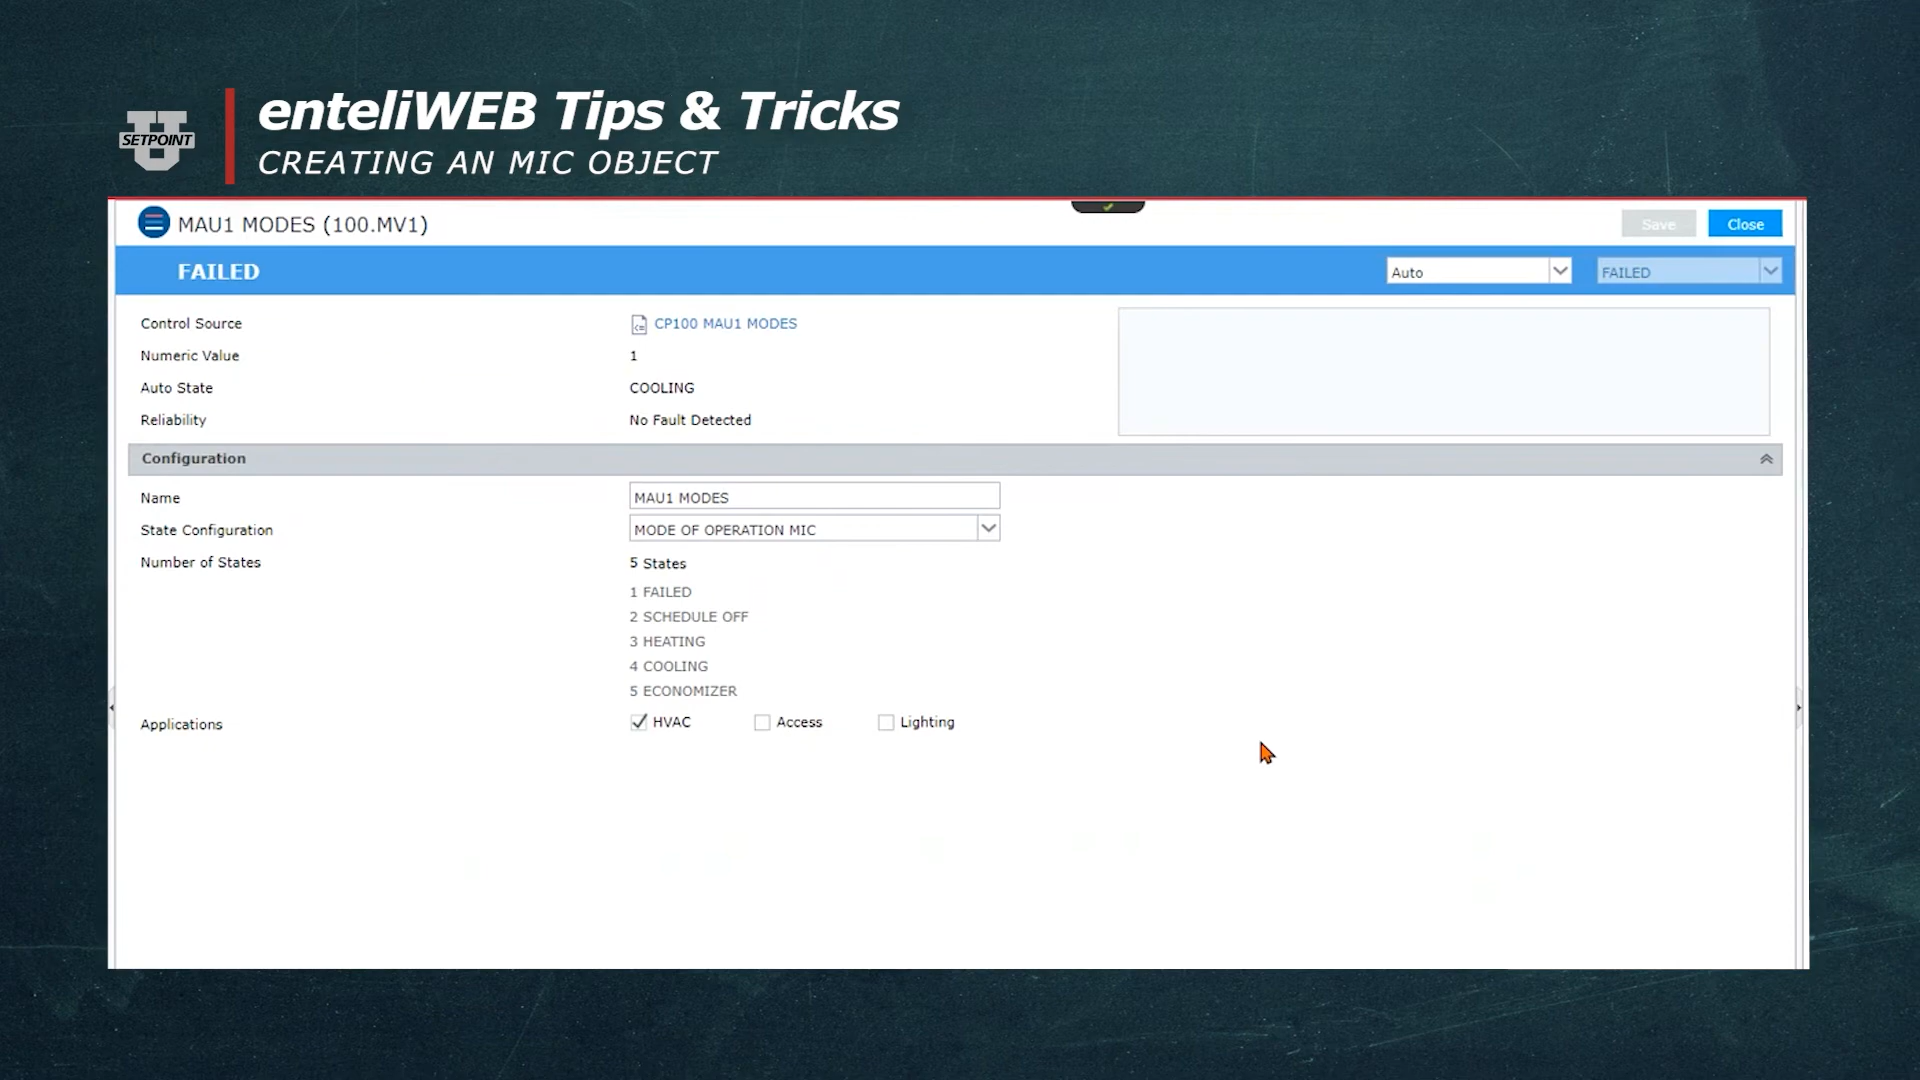 enteliWEB Tips & Tricks
U
SETPOINT
CREATING AN MIC OBJECT
MAU1 MODES (100.MV1)
Save
Close
FAILED
Auto
FAILED
Control Source
CP100 MAU1 MODES
Numeric Value
1
Auto State
COOLING
Reliability
No Fault Detected
Configuration
Name
MAU1 MODES
State Configuration
MODE OF OPERATION MIC
Number of States
5 States
1 FAILED
2 SCHEDULE OFF
3 HEATING
4 COOLING
5 ECONOMIZER
Applications
HVAC
Access
Lighting